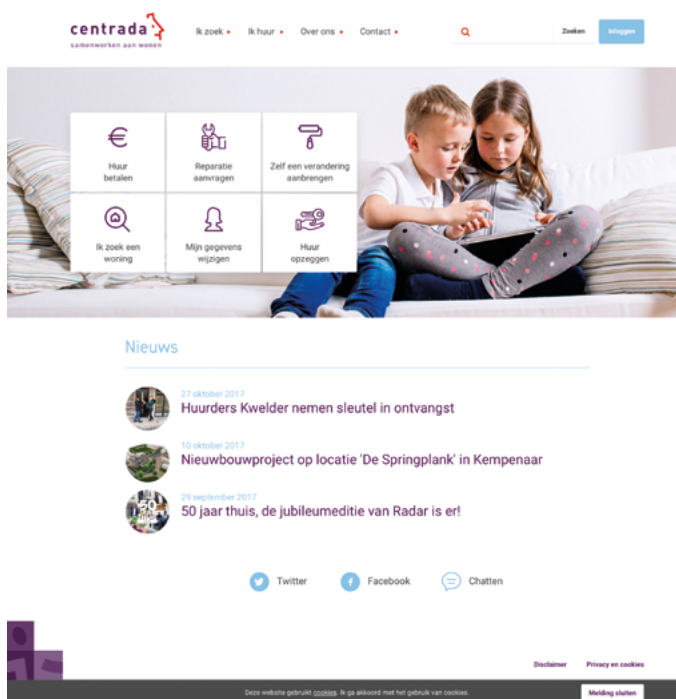 centrada
samenwerken aan wonen
Ik zoek
Ik huur
Over ons
Contact
Zoeken
Inloggen
Huur
betalen
Reparatie
aanvragen
Zelf een verandering
aanbrengen
Ik zoek een
woning
Mijn gegevens
wijzigen
Huur
opzeggen
Nieuws
27 oktober 2017
Huurders Kwelder nemen sleutel in ontvangst
10 oktober 2017
Nieuwbouwproject op locatie 'De Springplank' in Kempenaar
29 september 2017
50 jaar thuis, de jubileumeditie van Radar is er!
50
Twitter
Facebook
Chatten
Disclaimer
Privacy en cookies
Deze website gebruikt cookies. Ik ga akkoord met het gebruik van cookies.
Melding sluiten